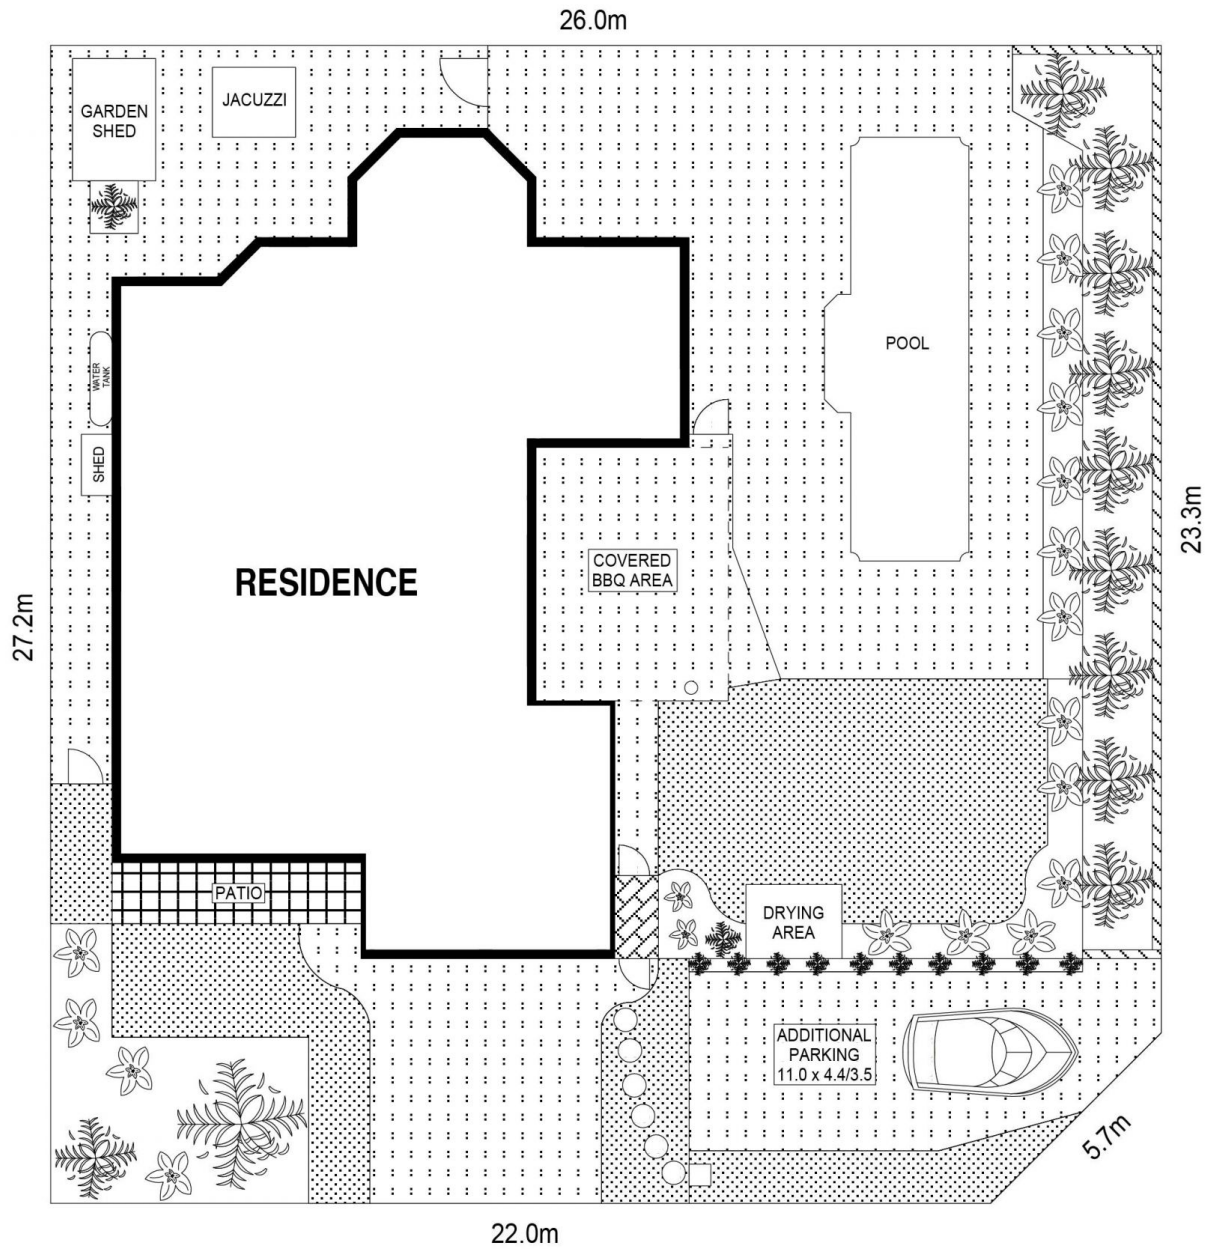 26.0m
GARDEN
SHED
JACUZZI
WATER
TANK
POOL
SHED
23.3m
COVERED
BBQ AREA
RESIDENCE
27.2m
PATIO
DRYING
AREA
ADDITIONAL
PARKING
11.0 x 4.4/3.5
5.7m
22.0m